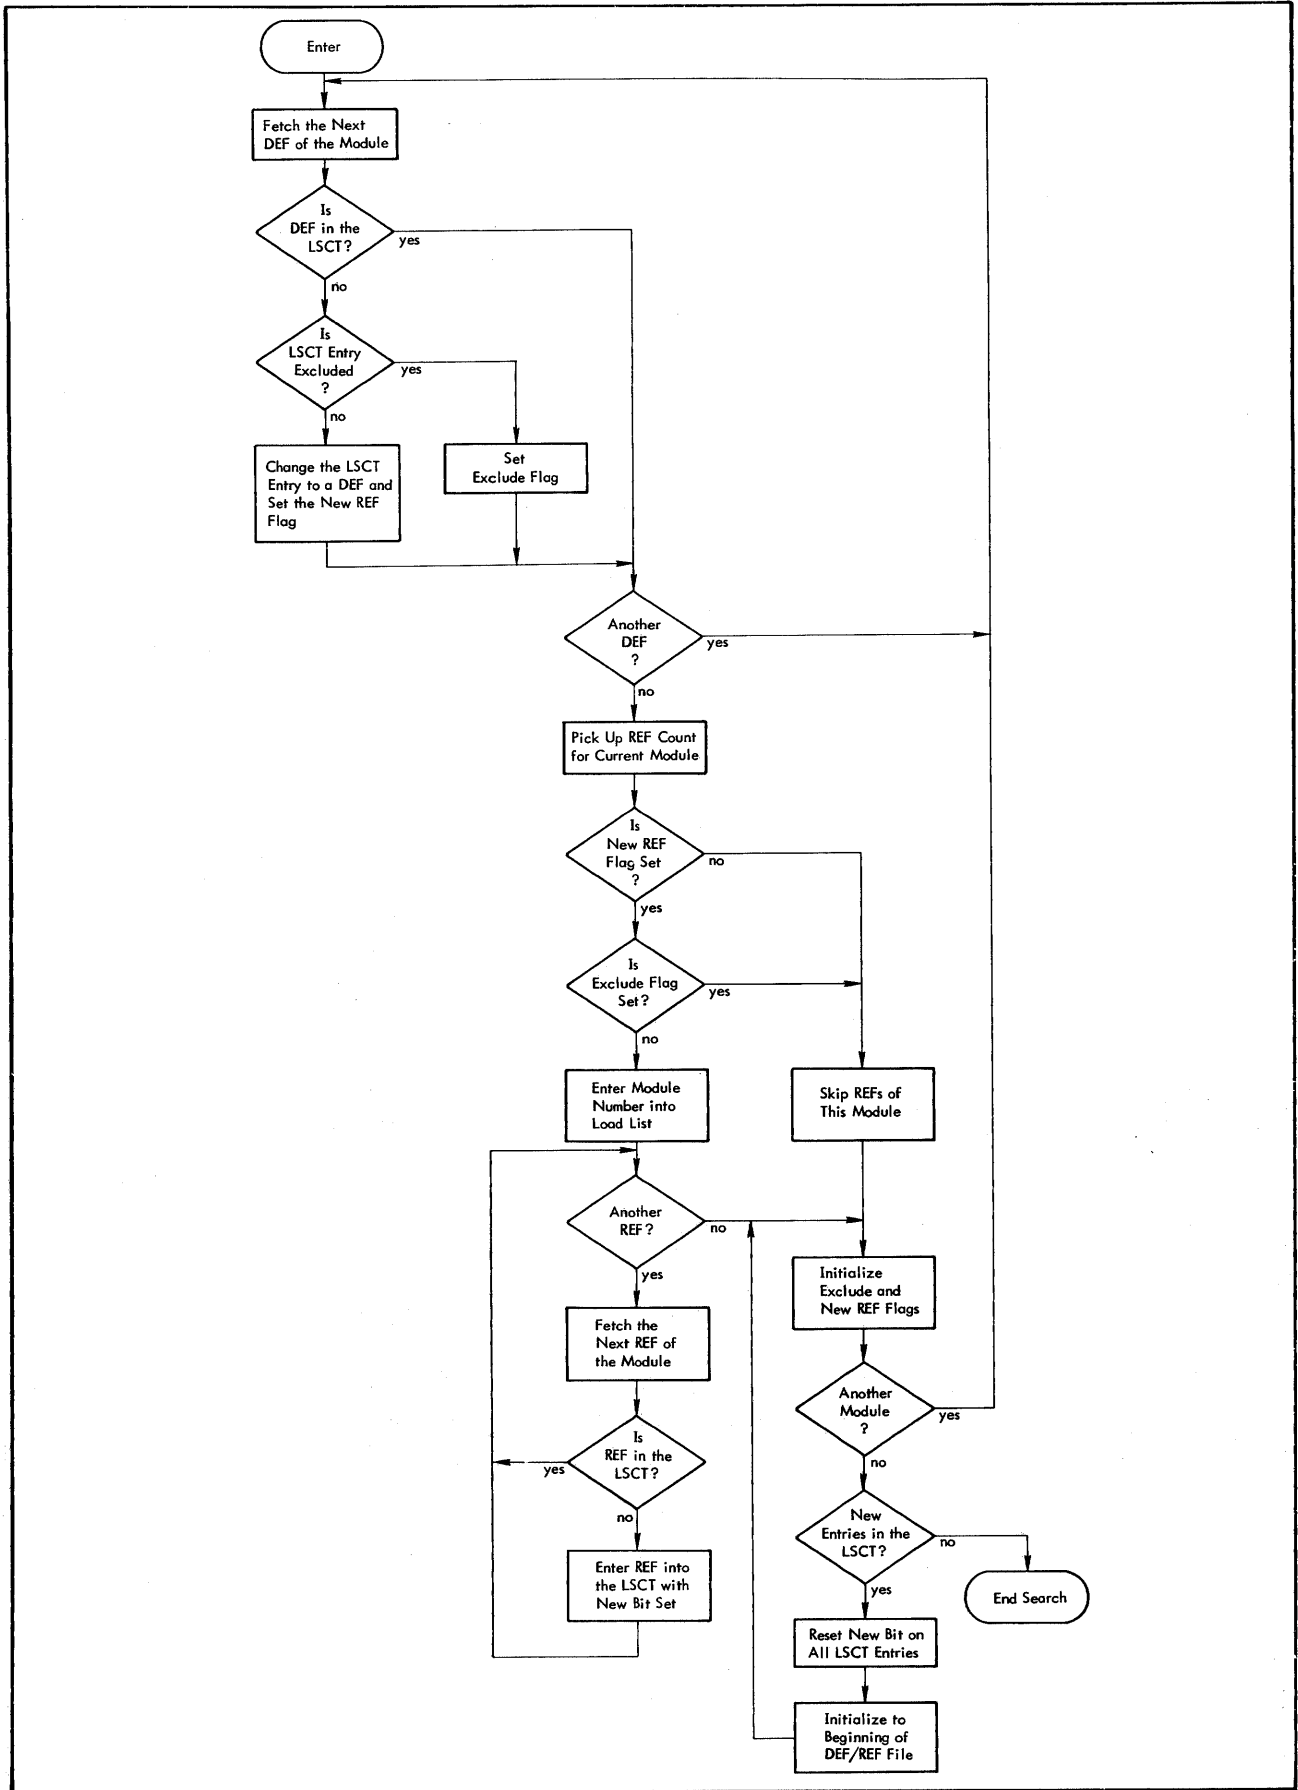 Enter
Fetch the Next
DEF of the Module
Is
DEF in the
LSCT?
yes
no
Is
LSCT Entry
Excluded
?
yes
no
Change the LSCT
Entry to a DEF and
Set the New REF
Flag
Set
Exclude Flag
Another
DEF
?
yes
no
Pick Up REF Count
for Current Module
Is
New REF
Flag Set
?
no
yes
Is
Exclude Flag
Set?
yes
no
Enter Module
Number into
Load List
Skip REFs of
This Module
Another
REF?
no
yes
Initialize
Exclude and
New REF Flags
Fetch the
Next REF of
the Module
Another
Module
?
yes
no
Is
REF in the
LSCT?
yes
no
New
Entries in the
LSCT?
no
yes
Enter REF into
the LSCT with
New Bit Set
End Search
Reset New Bit on
All LSCT Entries
Initialize to
Beginning of
DEF/REF File